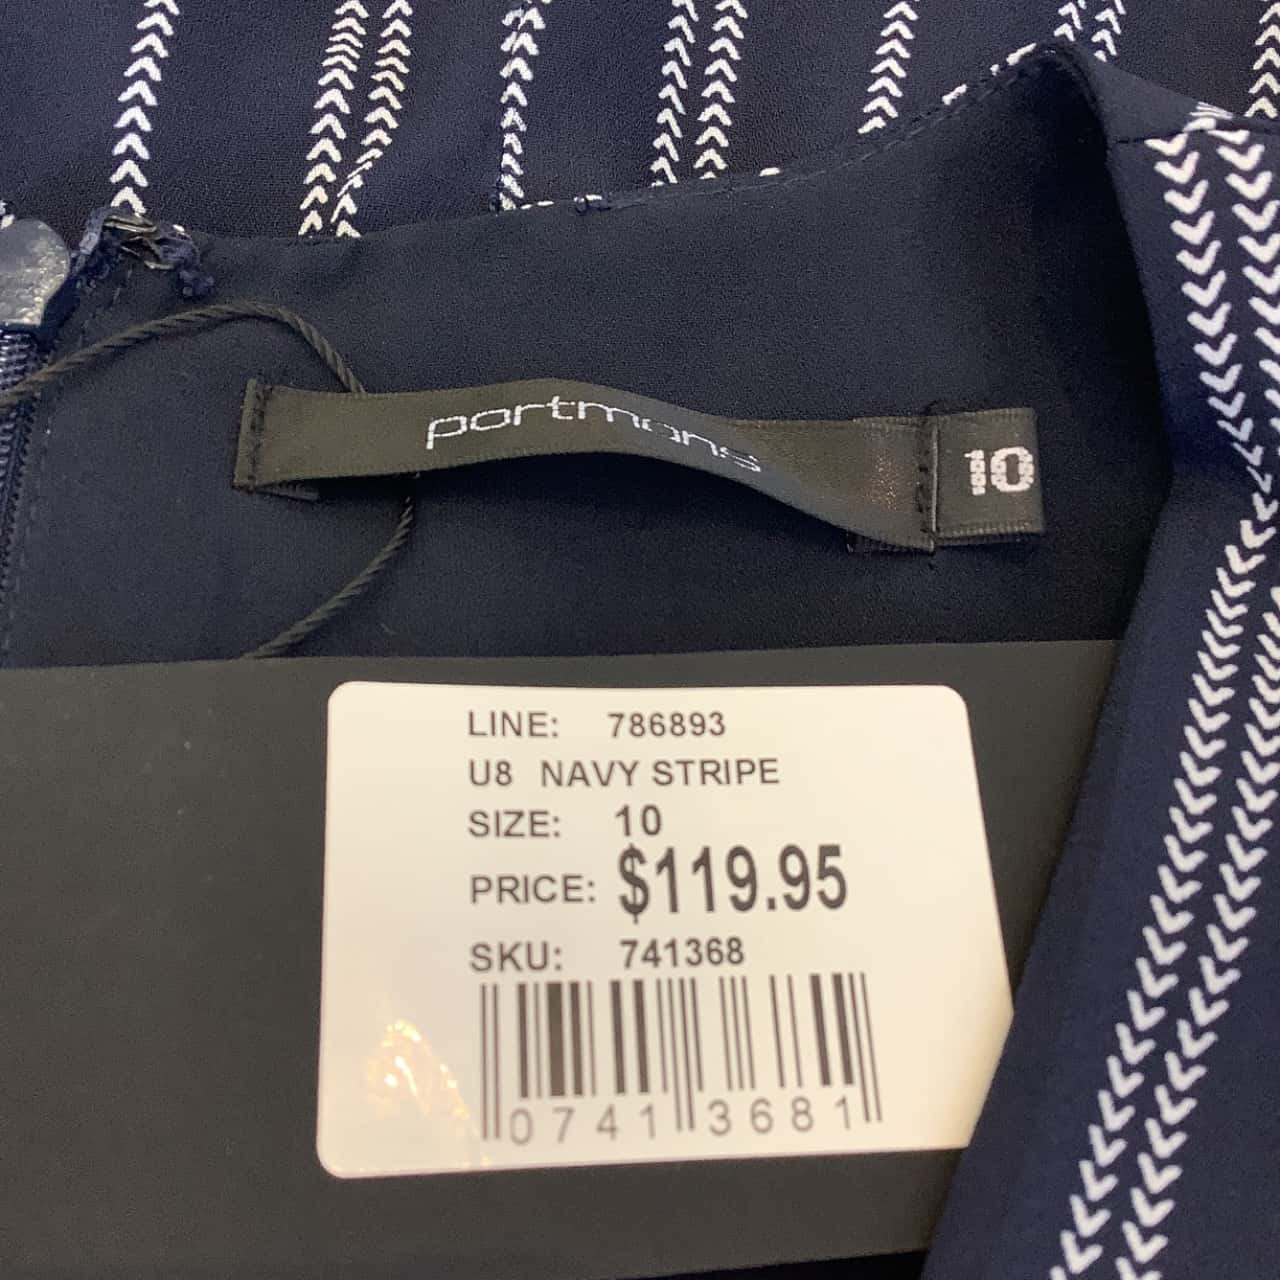 portmans
10
LINE: 786893
U8 NAVY STRIPE
SIZE: 10
PRICE: $119.95
SKU: 741368
0741 3681